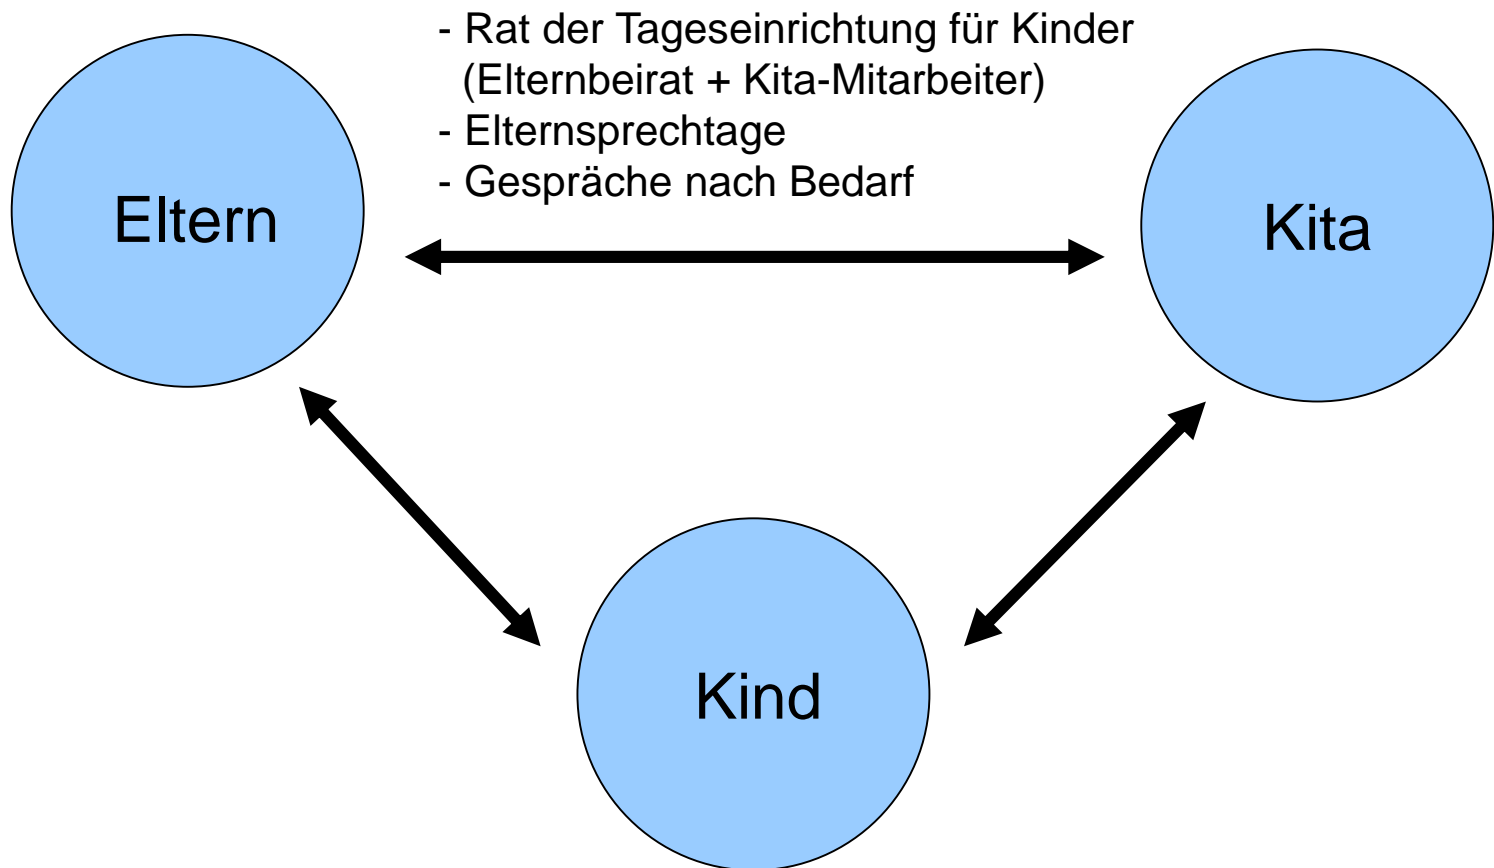 - Rat der Tageseinrichtung für Kinder
(Elternbeirat + Kita-Mitarbeiter)
- Elternsprechtage
- Gespräche nach Bedarf
Eltern
Kita
Kind